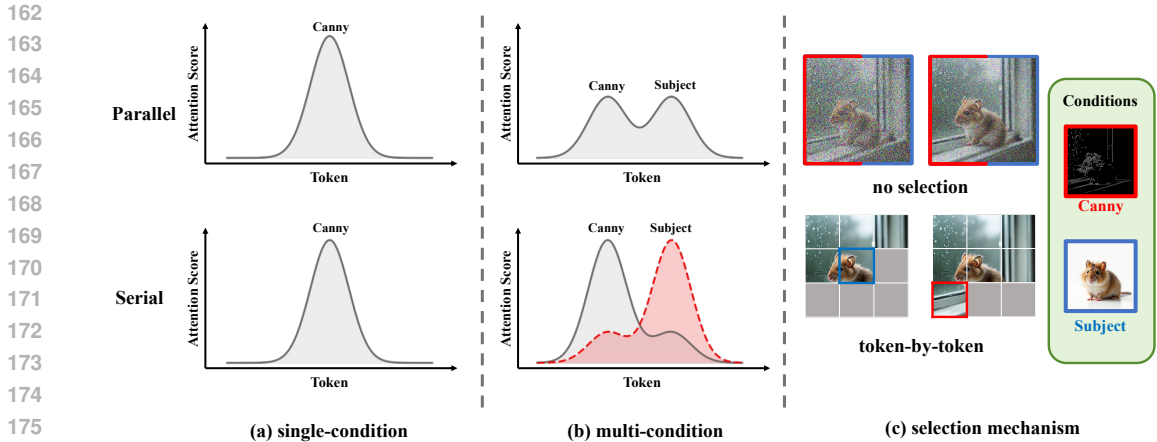 162
163
164
165
166
167
168
169
170
171
172
173
174
175
Parallel
Serial
Canny
Attention Score
Token
Canny
Attention Score
Token
(a) single-condition
Canny
Subject
Attention Score
Token
Canny
Subject
Attention Score
Token
(b) multi-condition
no selection
token-by-token
(c) selection mechanism
Conditions
Canny
Subject